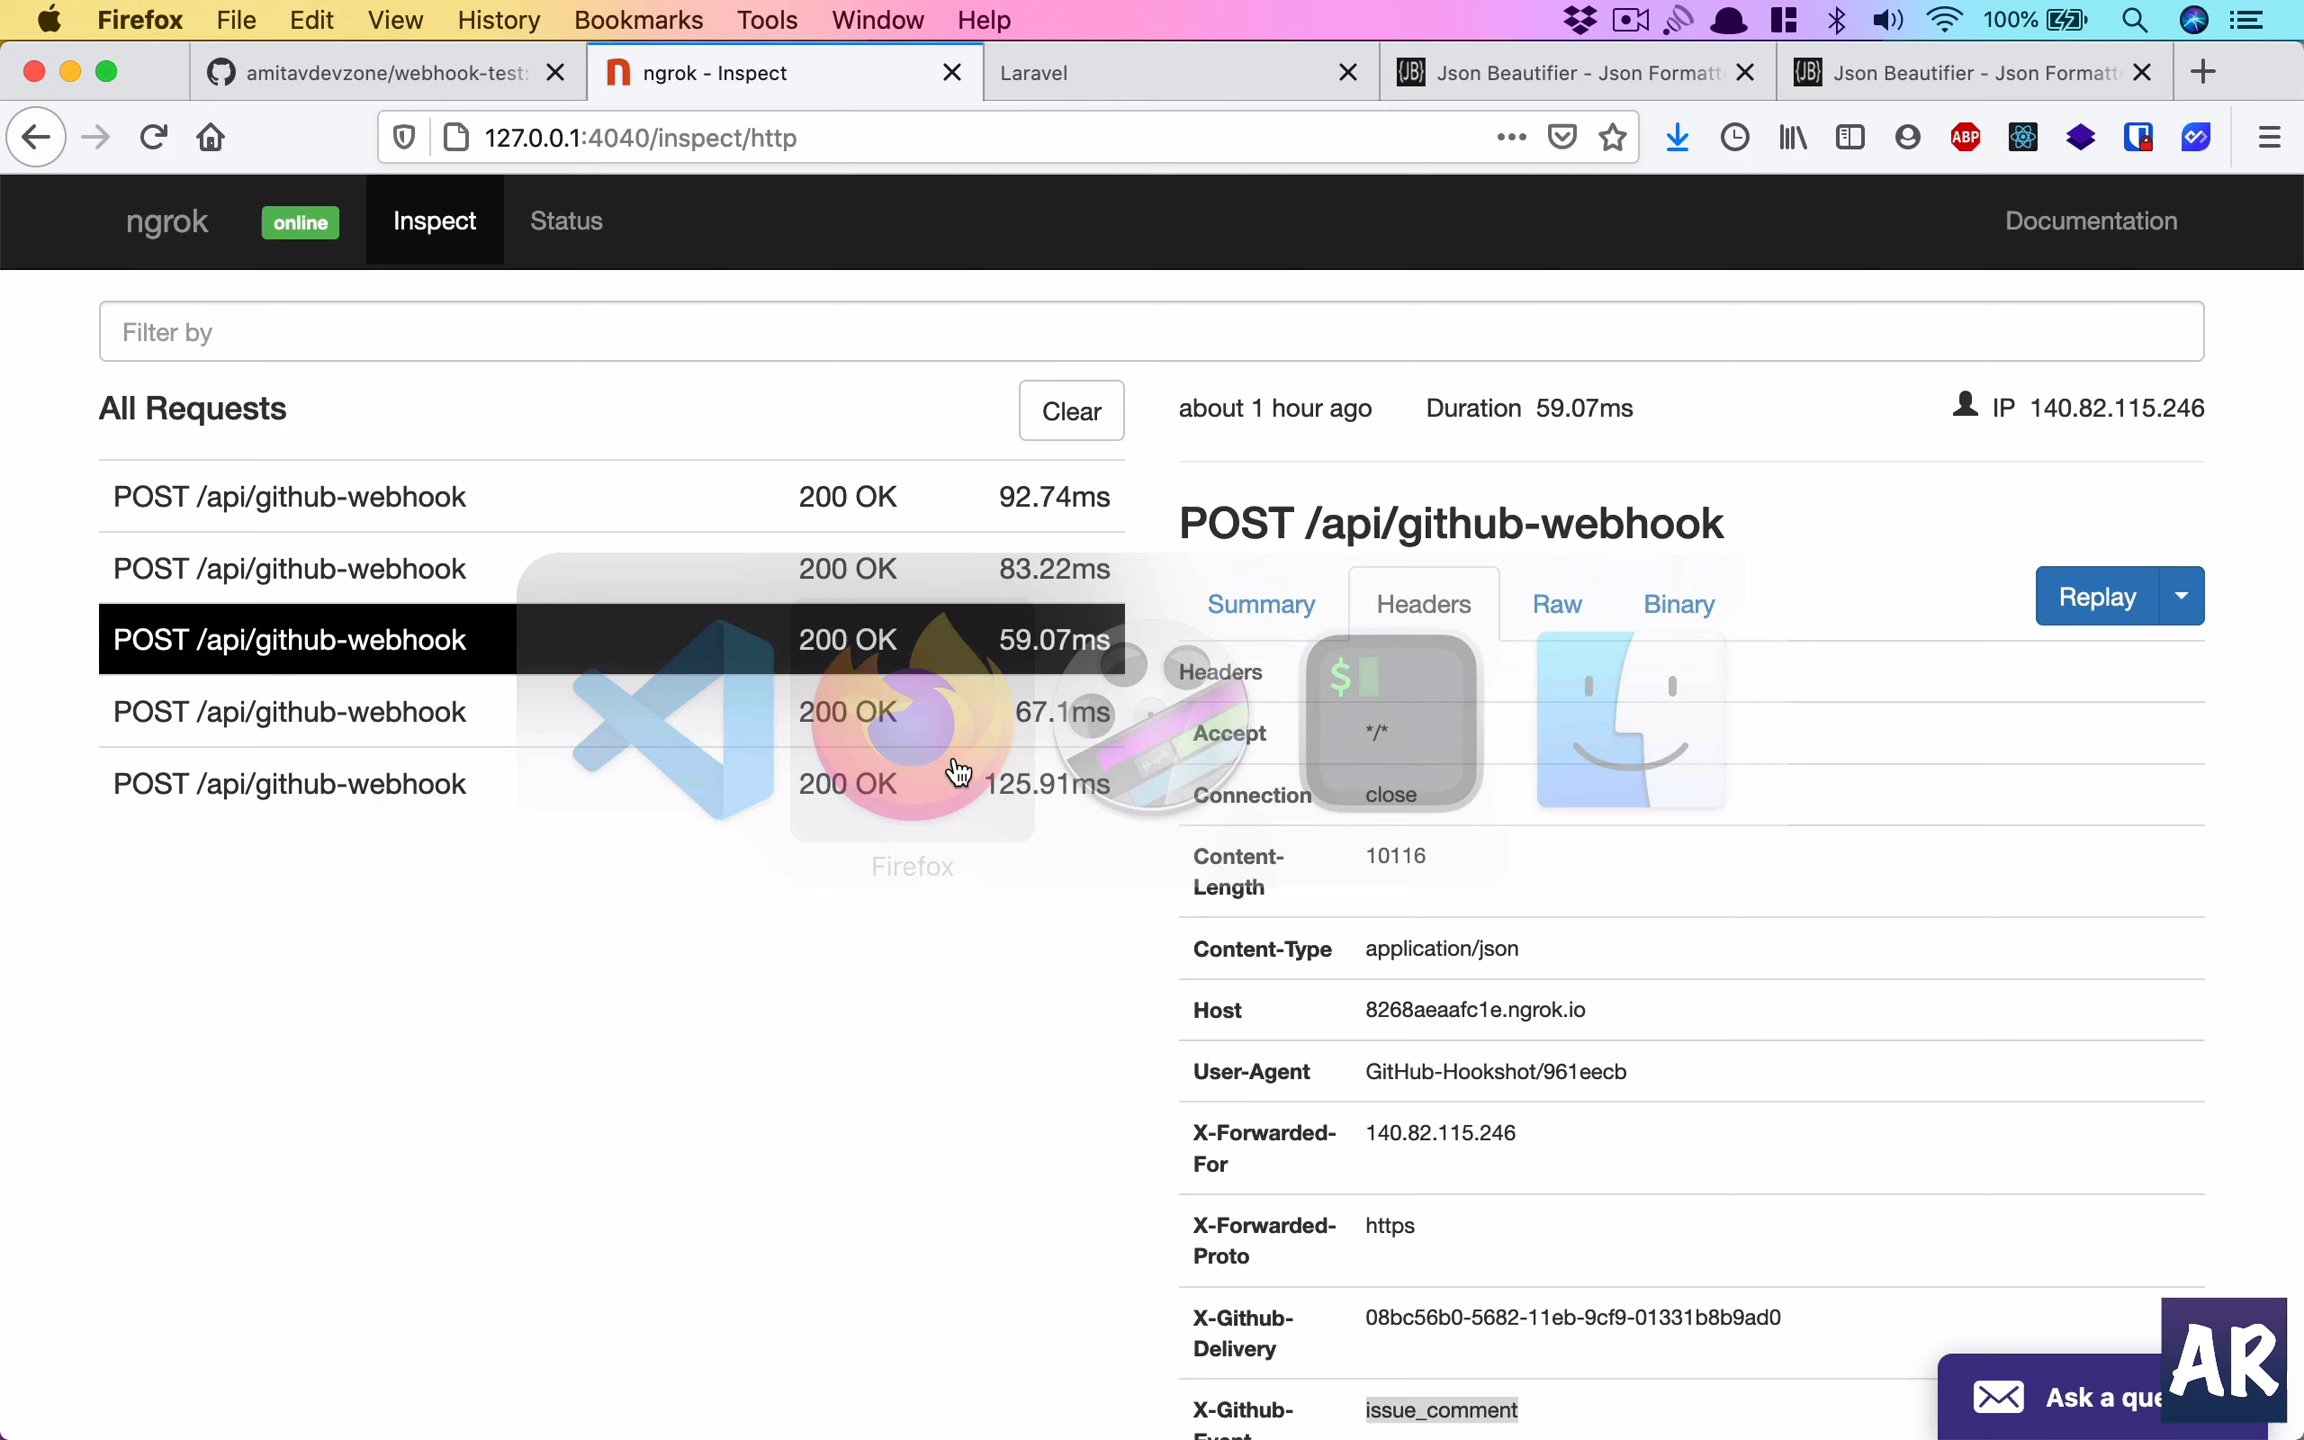 Firefox File Edit View History Bookmarks Tools Window Help 100%
amitavdevzone/webhook-test: ngrok - Inspect Laravel Json Beautifier - Json Formatt Json Beautifier - Json Formatt
127.0.0.1:4040/inspect/http
ABP
ngrok online Inspect Status Documentation
Filter by
All Requests Clear
POST /api/github-webhook 200 OK 92.74ms
POST /api/github-webhook 200 OK 83.22ms
POST /api/github-webhook 200 OK 59.07ms
POST /api/github-webhook 200 OK 67.1ms
POST /api/github-webhook 200 OK 125.91ms
Firefox
about 1 hour ago Duration 59.07ms IP 140.82.115.246
POST /api/github-webhook
Summary Headers Raw Binary Replay
$
Headers
Accept */*
Connection close
Content-
Length 10116
Content-Type application/json
Host 8268aeaafc1e.ngrok.io
User-Agent GitHub-Hookshot/961eecb
X-Forwarded-
For 140.82.115.246
X-Forwarded-
Proto https
X-Github-
Delivery 08bc56b0-5682-11eb-9cf9-01331b8b9ad0
X-Github-
Event issue_comment
Ask a que
AR